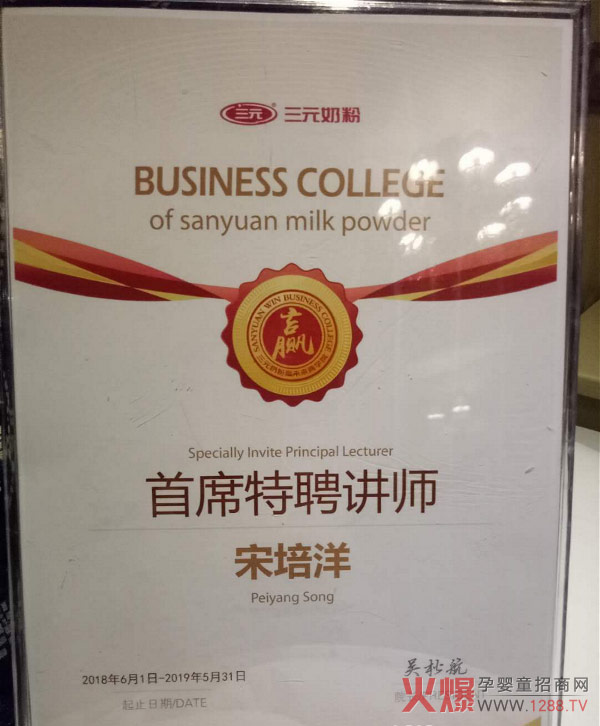 三元 三元奶粉
BUSINESS COLLEGE
of sanyuan milk powder
SANYUAN WIN BUSINESS COLLEGE
赢
Specially Invite Principal Lecturer
首席特聘讲师
宋培洋
Peiyang Song
2018年6月1日-2019年5月31日
起止日期/DATE
火爆孕婴童招商网
www.1288.TV